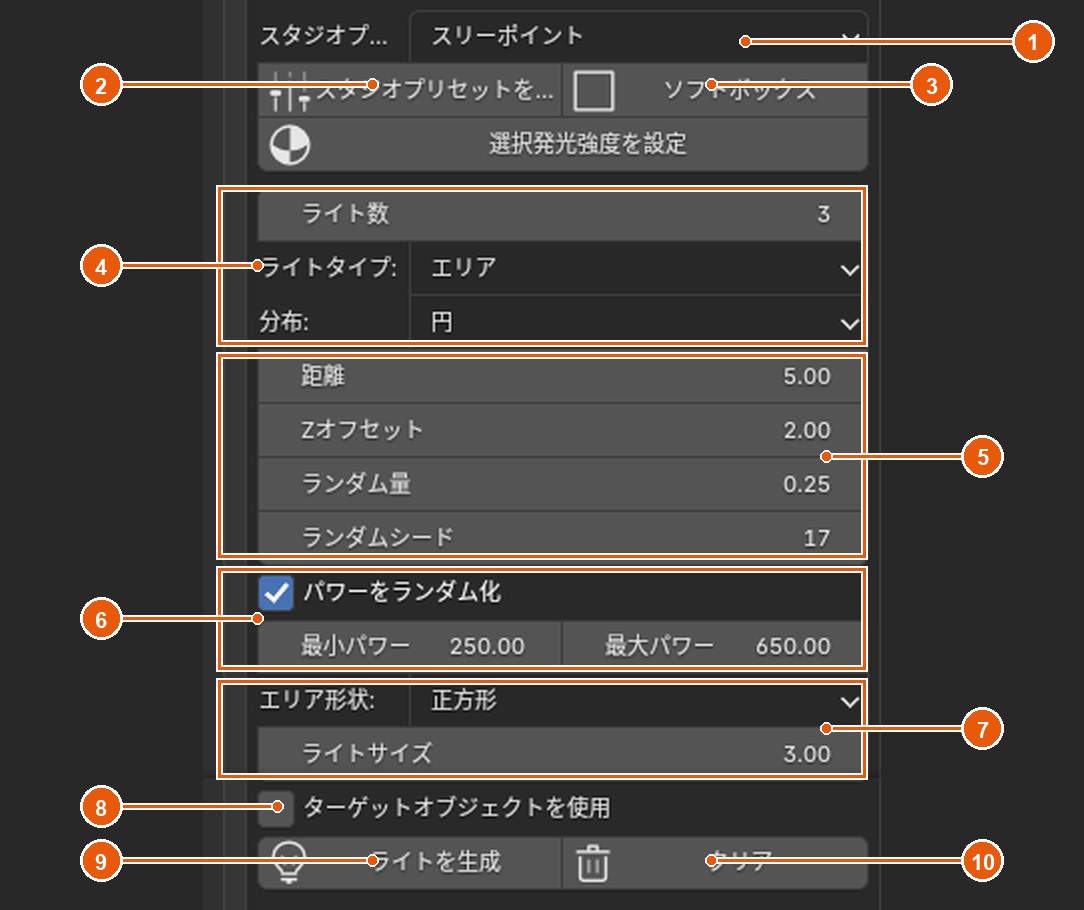 スタジオプ... スリーポイント 1
2 スタジオプリセットを... ソフトボックス 3
選択発光強度を設定
ライト数 3
4 ライトタイプ: エリア
分布: 円
距離 5.00
Zオフセット 2.00
5
ランダム量 0.25
ランダムシード 17
パワーをランダム化
6
最小パワー 250.00 最大パワー 650.00
エリア形状: 正方形
7
ライトサイズ 3.00
8 ターゲットオブジェクトを使用
9 ライトを生成 クリア 10